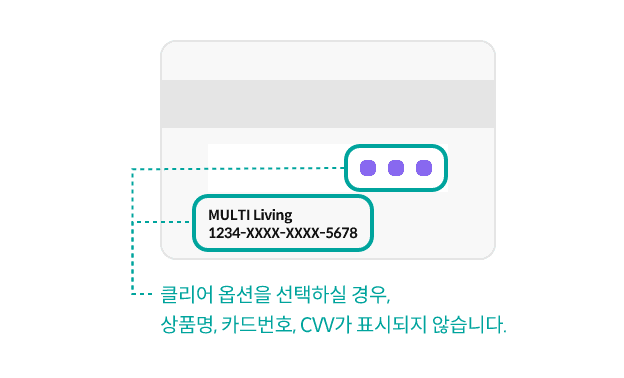 MULTI Living
1234-XXXX-XXXX-5678
클리어 옵션을 선택하실 경우,
상품명, 카드번호, CVV가 표시되지 않습니다.